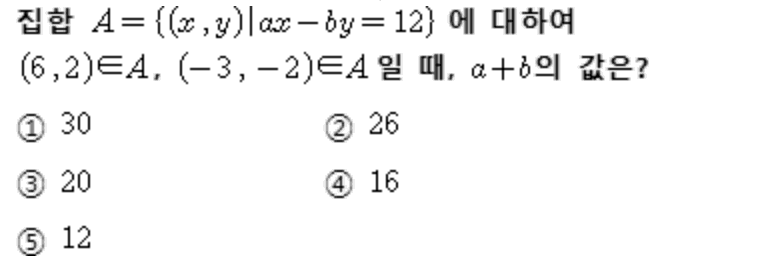 집합 A={(x,y)|ax-by=12} 에 대하여
(6,2)∈A, (-3,-2)∈A 일 때, a+b의 값은?
① 30 ② 26
③ 20 ④ 16
⑤ 12